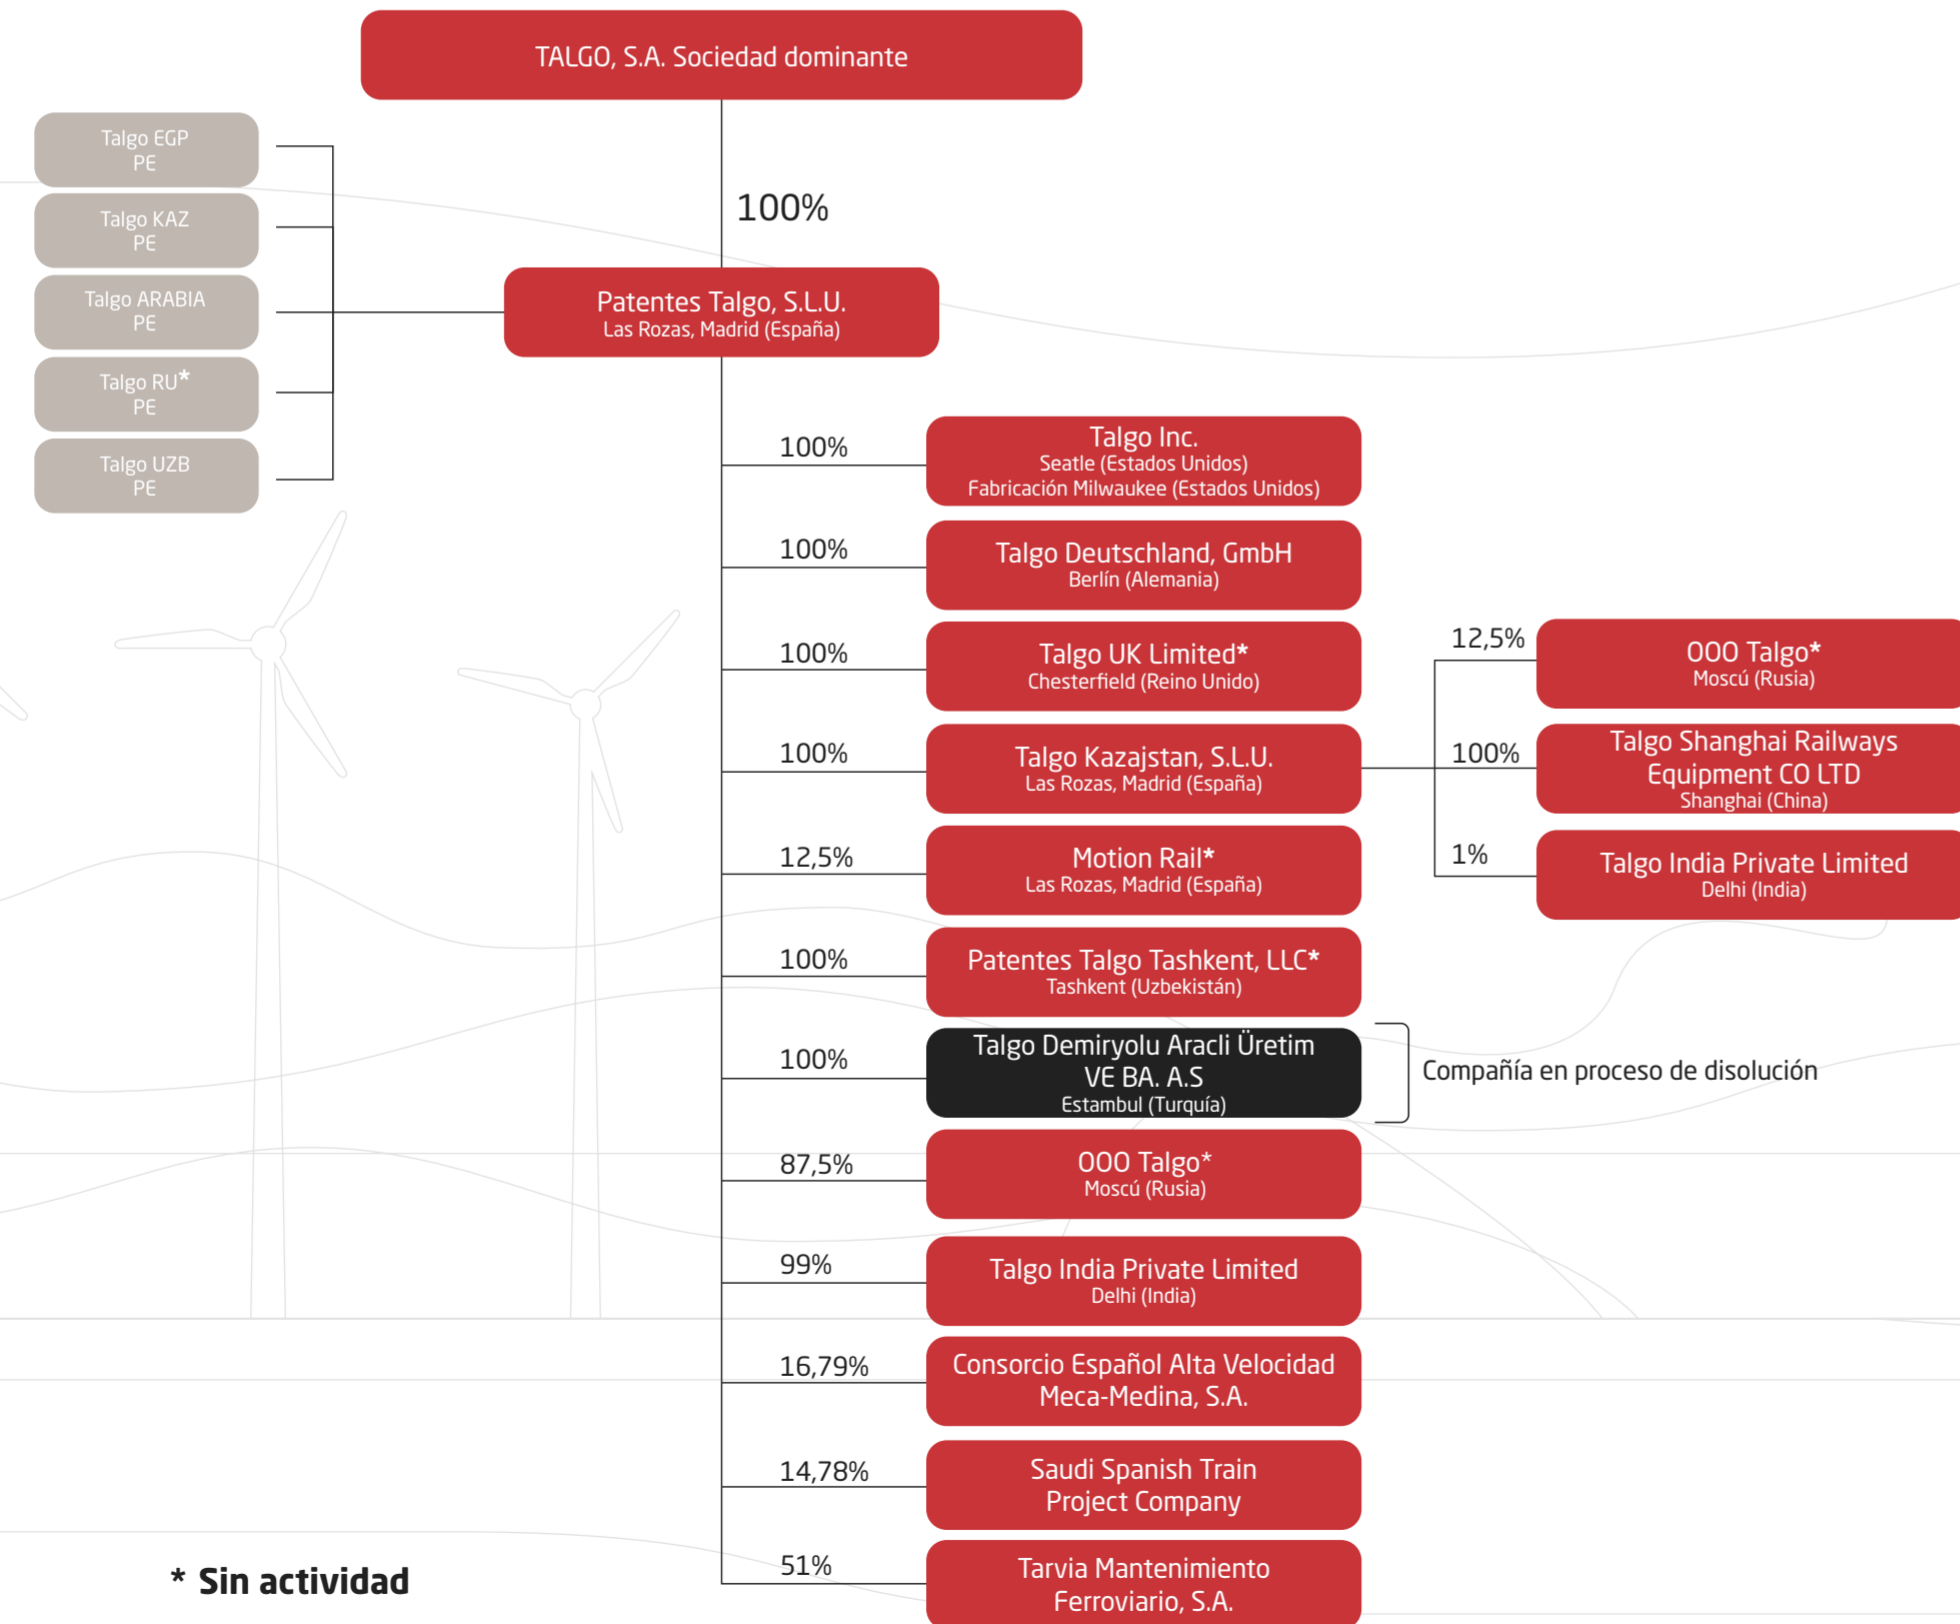 TALGO, S.A. Sociedad dominante
100%
Talgo EGP
PE
Talgo KAZ
PE
Talgo ARABIA
PE
Talgo RU*
PE
Talgo UZB
PE
Patentes Talgo, S.L.U.
Las Rozas, Madrid (España)
100%
Talgo Inc.
Seatle (Estados Unidos)
Fabricación Milwaukee (Estados Unidos)
100%
Talgo Deutschland, GmbH
Berlín (Alemania)
100%
Talgo UK Limited*
Chesterfield (Reino Unido)
100%
Talgo Kazajstan, S.L.U.
Las Rozas, Madrid (España)
12,5%
OOO Talgo*
Moscú (Rusia)
100%
Talgo Shanghai Railways
Equipment CO LTD
Shanghai (China)
1%
Talgo India Private Limited
Delhi (India)
12,5%
Motion Rail*
Las Rozas, Madrid (España)
100%
Patentes Talgo Tashkent, LLC*
Tashkent (Uzbekistán)
100%
Talgo Demiryolu Aracli Üretim
VE BA. A.S
Estambul (Turquía)
Compañía en proceso de disolución
87,5%
OOO Talgo*
Moscú (Rusia)
99%
Talgo India Private Limited
Delhi (India)
16,79%
Consorcio Español Alta Velocidad
Meca-Medina, S.A.
14,78%
Saudi Spanish Train
Project Company
51%
Tarvia Mantenimiento
Ferroviario, S.A.
* Sin actividad